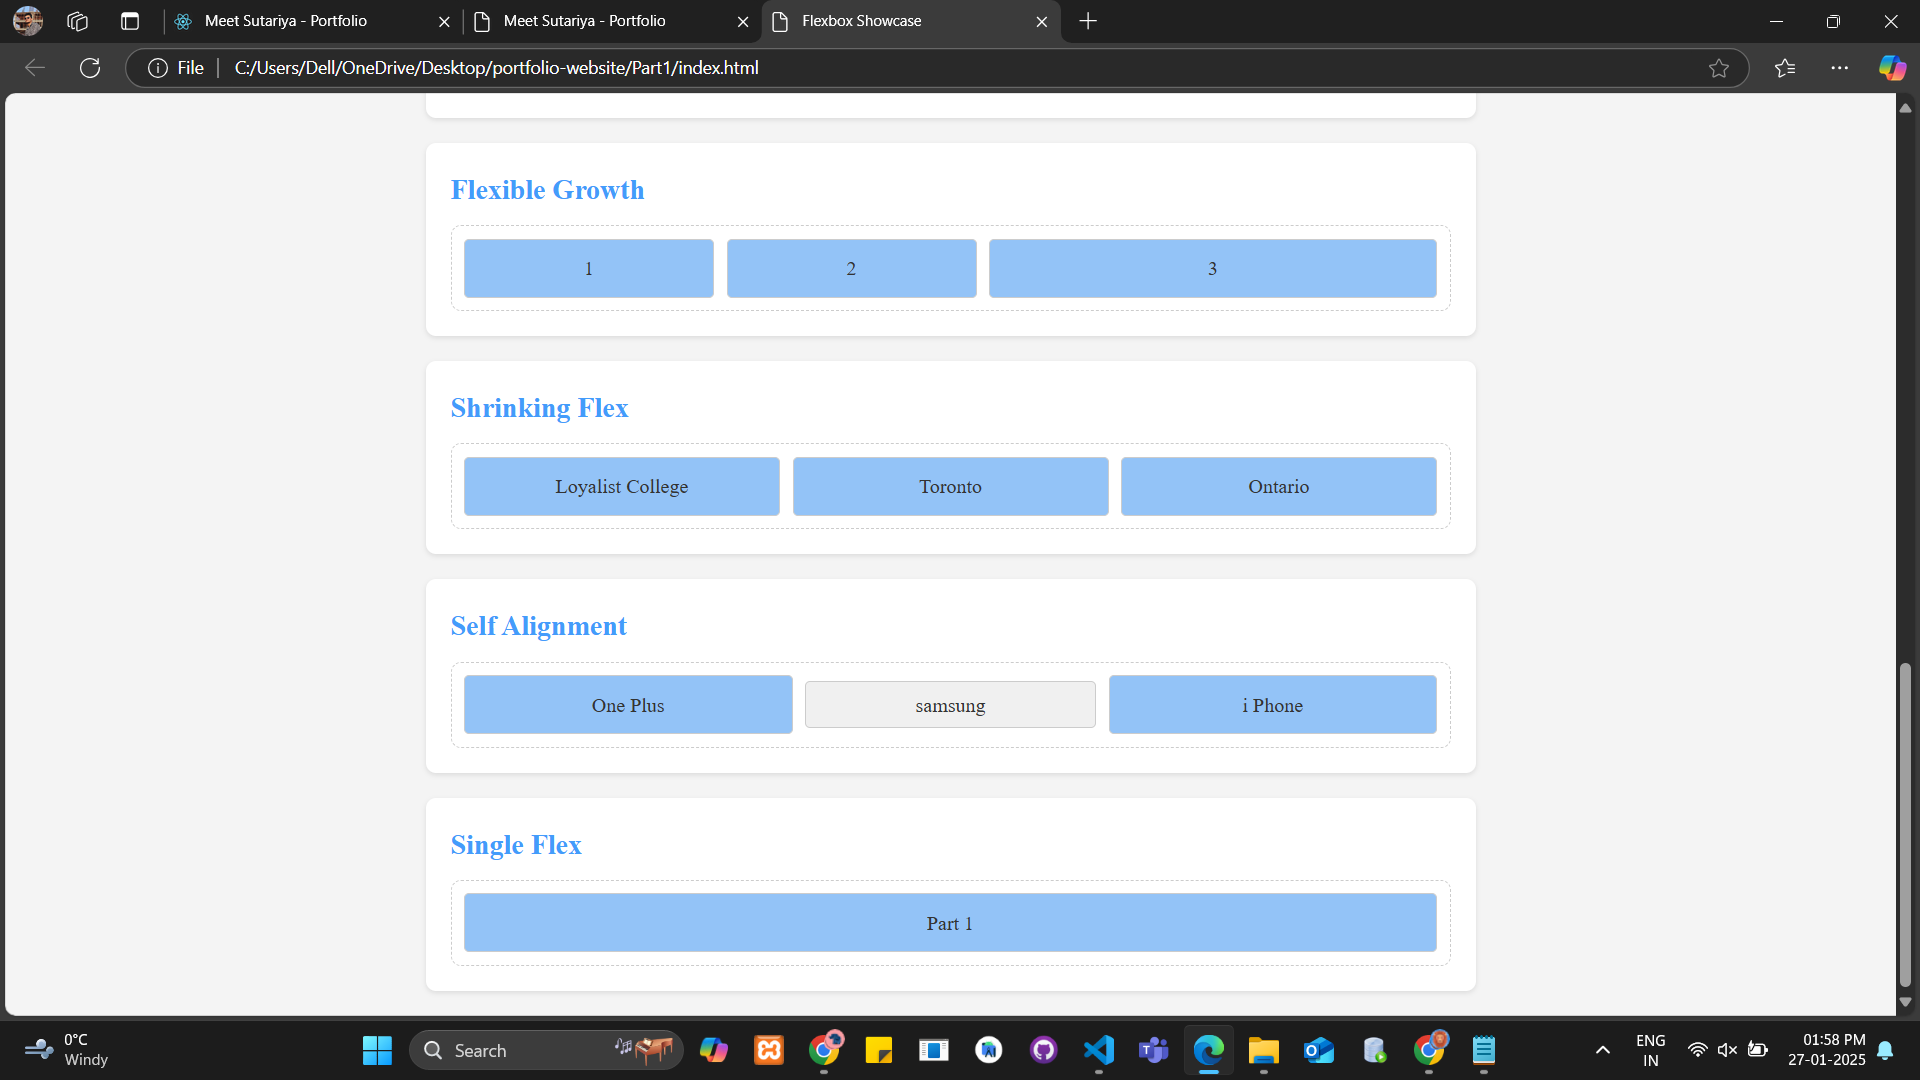 Meet Sutariya - Portfolio
Meet Sutariya - Portfolio
Flexbox Showcase
File
C:/Users/Dell/OneDrive/Desktop/portfolio-website/Part1/index.html
Flexible Growth
1
2
3
Shrinking Flex
Loyalist College
Toronto
Ontario
Self Alignment
One Plus
samsung
i Phone
Single Flex
Part 1
0°C
Windy
Search
ENG
IN
01:58 PM
27-01-2025